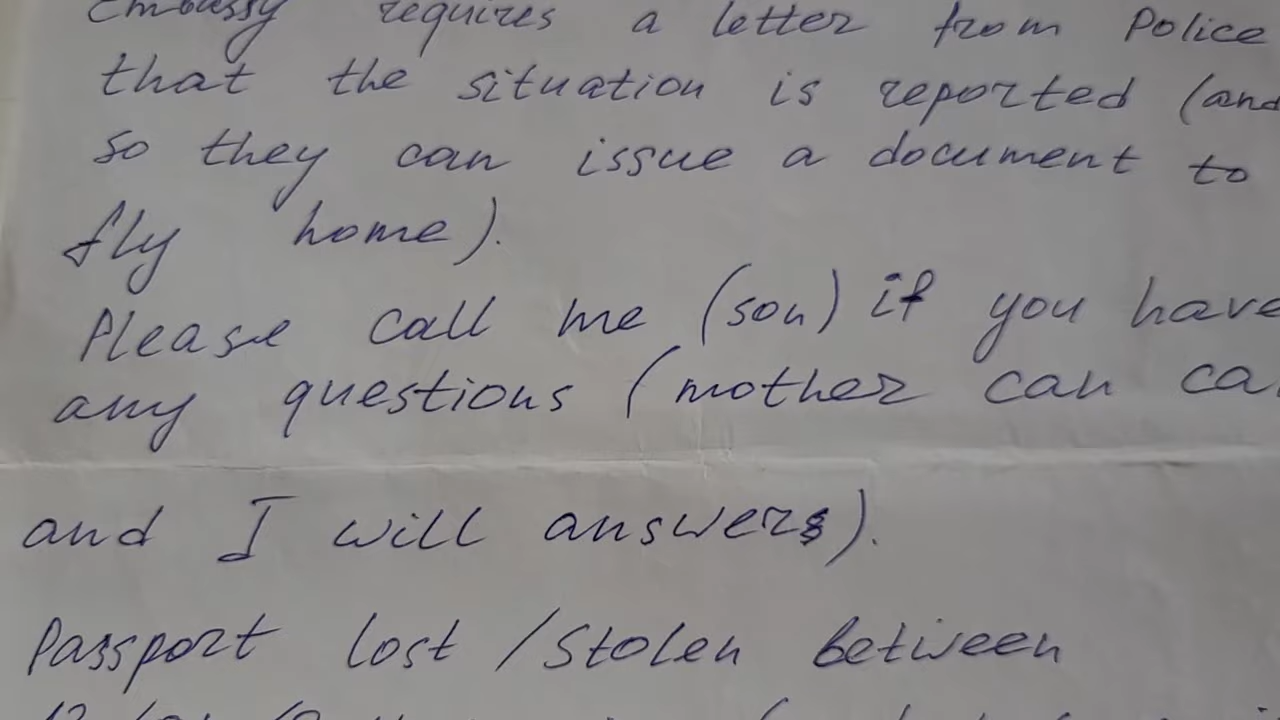 Embassy requires a letter from Police
that the situation is reported (and
so they can issue a document to
fly home).
Please call me (son) if you have
any questions (mother can
and I will answers).
Passport lost / Stolen between